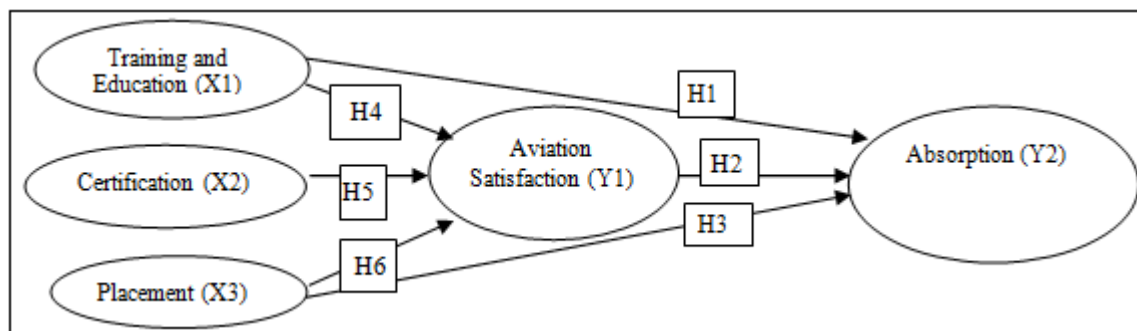 Training and
Education (X1)
H1
H4
Aviation
Satisfaction (Y1)
H2
Absorption (Y2)
Certification (X2)
H5
H3
H6
Placement (X3)